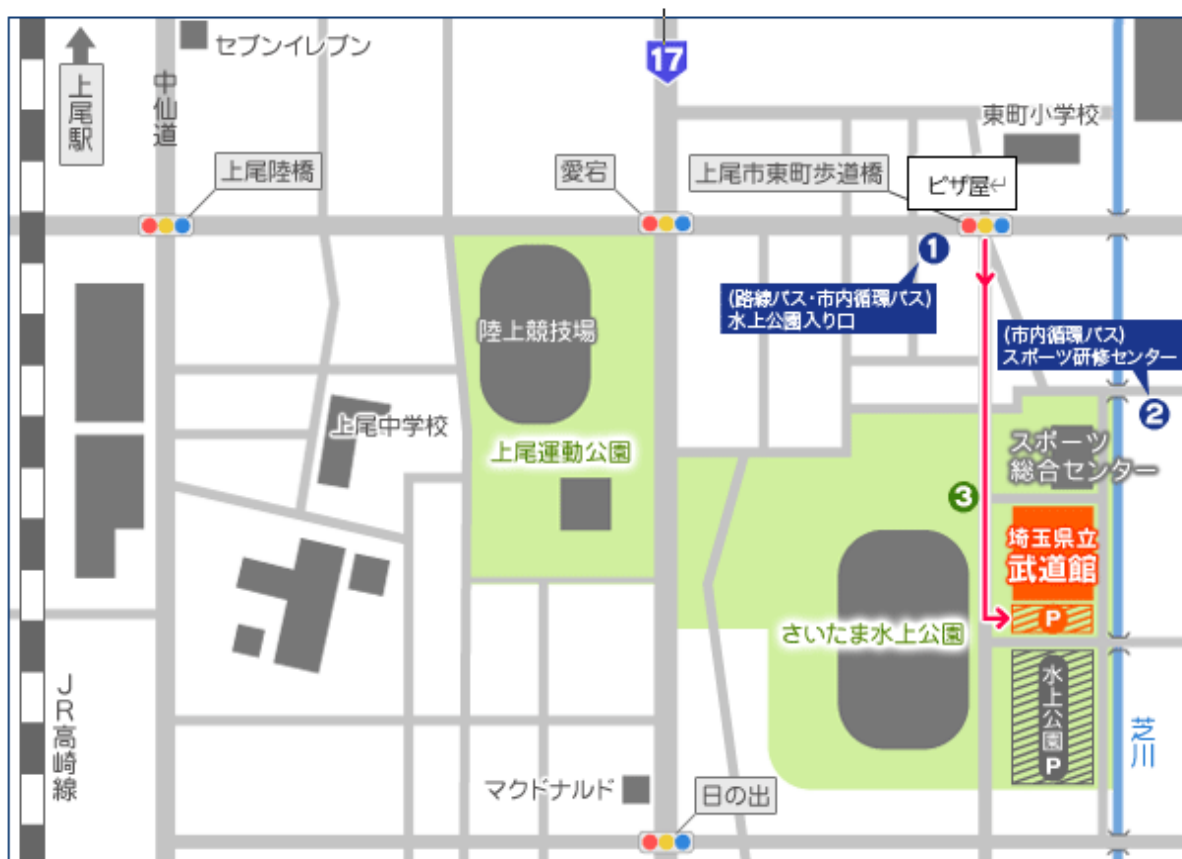 17
セブンイレブン
上尾駅
中仙道
東町小学校
上尾陸橋
愛宕
上尾市東町歩道橋
ピザ屋↵
1
(路線バス・市内循環バス)
水上公園入り口
陸上競技場
(市内循環バス)
スポーツ研修センター
2
上尾中学校
上尾運動公園
スポーツ
総合センター
3
埼玉県立
武道館
P
さいたま水上公園
水上公園P
JR高崎線
芝川
マクドナルド
日の出